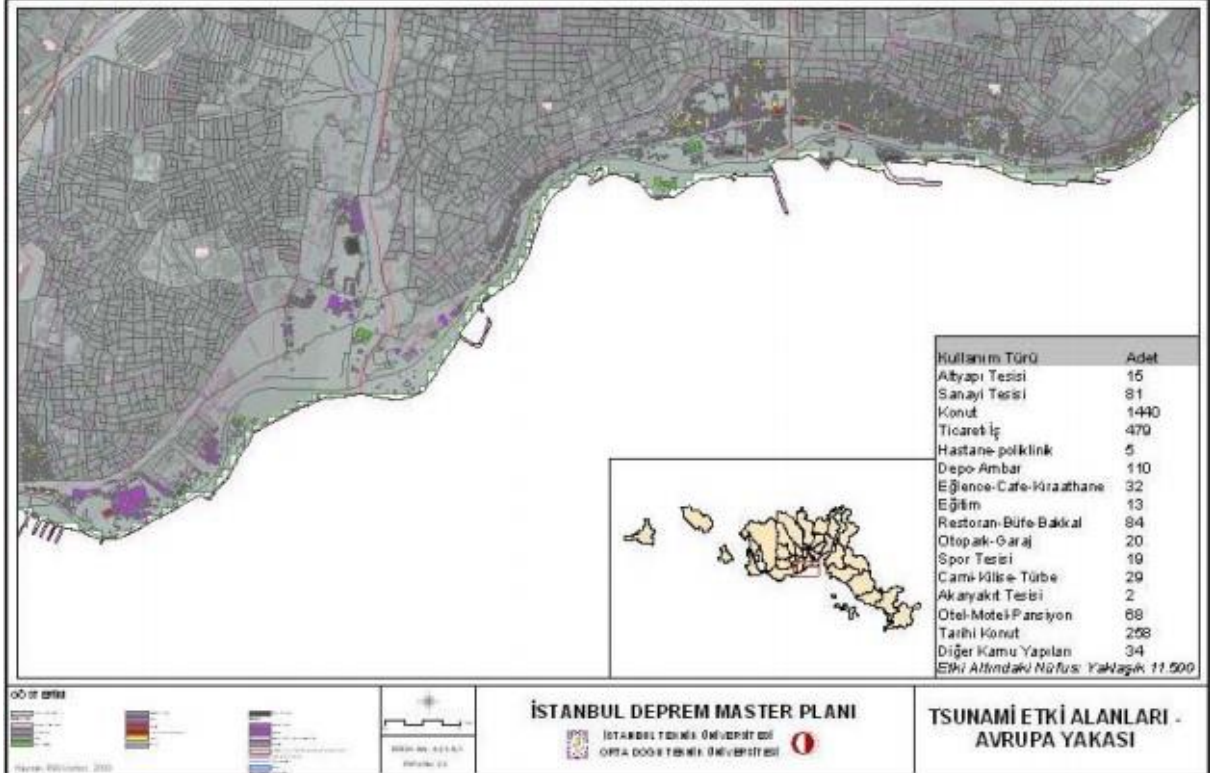 Kullanım Türü Adet
Altyapı Tesisi 15
Sanayi Tesisi 81
Konut 1440
Ticaret-İş 479
Hastane-poliklinik 5
Depo-Ambar 110
Eğlence-Cafe-Kıraathane 32
Eğitim 13
Restoran-Büfe-Bakkal 84
Otopark-Garaj 20
Spor Tesisi 19
Cami-Kilise-Türbe 29
Akaryakıt Tesisi 2
Otel-Motel-Pansiyon 68
Tarihi Konut 258
Diğer Kamu Yapıları 34
Etki Altındaki Nüfus: Yaklaşık 11.500
İSTANBUL DEPREM MASTER PLANI
İSTANBUL TEKNİK ÜNİVERSİTESİ
ORTA DOĞU TEKNİK ÜNİVERSİTESİ
TSUNAMİ ETKİ ALANLARI -
AVRUPA YAKASI